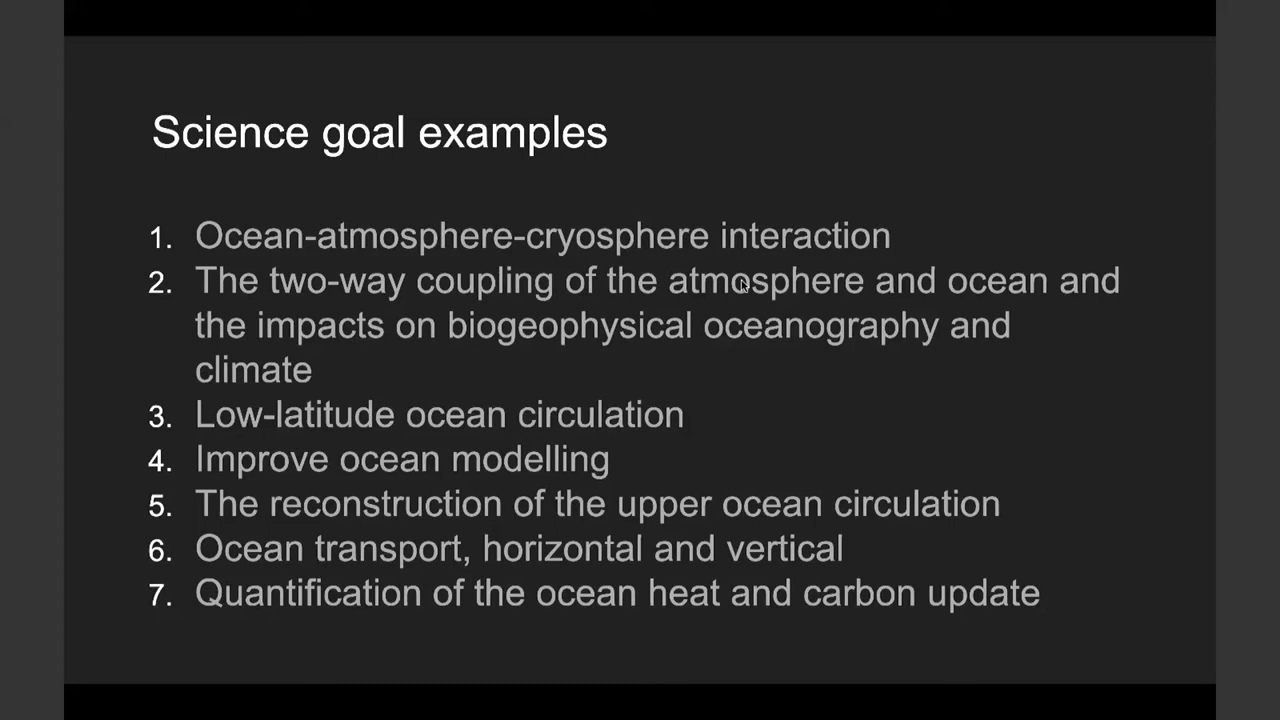 Science goal examples
1. Ocean-atmosphere-cryosphere interaction
2. The two-way coupling of the atmosphere and ocean and
the impacts on biogeophysical oceanography and
climate
3. Low-latitude ocean circulation
4. Improve ocean modelling
5. The reconstruction of the upper ocean circulation
6. Ocean transport, horizontal and vertical
7. Quantification of the ocean heat and carbon update